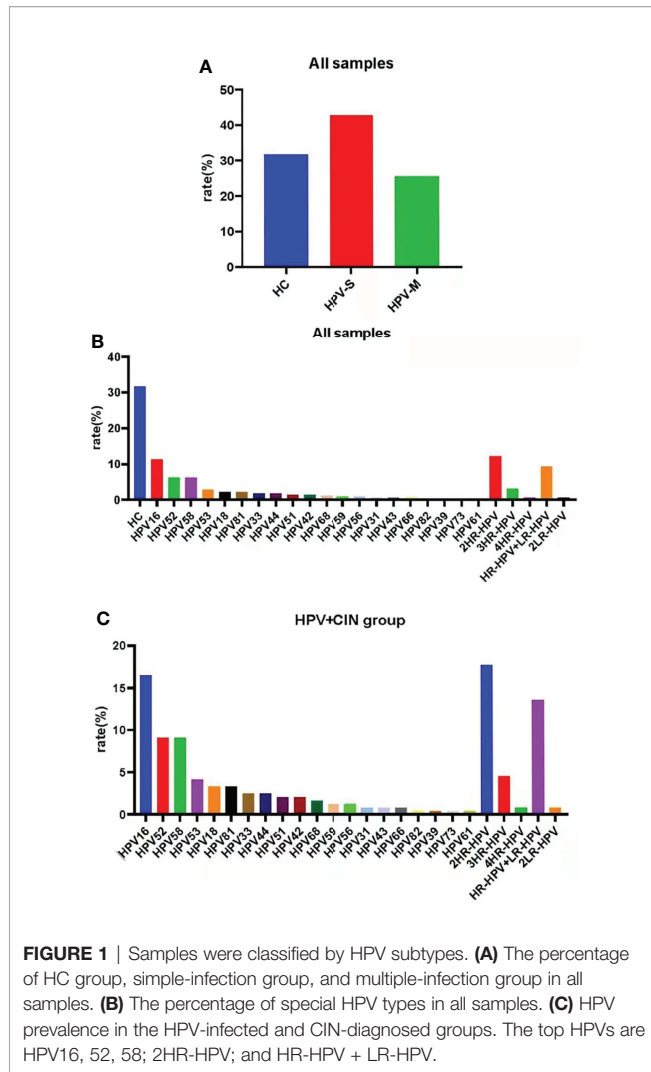 A
All samples
50
40
30
20
10
0
rate(%)
HC
HPV-S
HPV-M
B
All samples
40
30
20
10
0
rate(%)
HC
HPV16
HPV52
HPV58
HPV53
HPV18
HPV81
HPV33
HPV44
HPV51
HPV42
HPV68
HPV59
HPV56
HPV31
HPV43
HPV66
HPV82
HPV39
HPV73
HPV61
2HR-HPV
3HR-HPV
4HR-HPV
HR-HPV+LR-HPV
2LR-HPV
C
HPV+CIN group
20
15
10
5
0
rate(%)
HPV16
HPV52
HPV58
HPV53
HPV18
HPV81
HPV33
HPV44
HPV51
HPV42
HPV68
HPV59
HPV56
HPV31
HPV43
HPV66
HPV82
HPV39
HPV73
HPV61
2HR-HPV
3HR-HPV
4HR-HPV
HR-HPV+LR-HPV
2LR-HPV
FIGURE 1 | Samples were classified by HPV subtypes. (A) The percentage
of HC group, simple-infection group, and multiple-infection group in all
samples. (B) The percentage of special HPV types in all samples. (C) HPV
prevalence in the HPV-infected and CIN-diagnosed groups. The top HPVs are
HPV16, 52, 58; 2HR-HPV; and HR-HPV + LR-HPV.